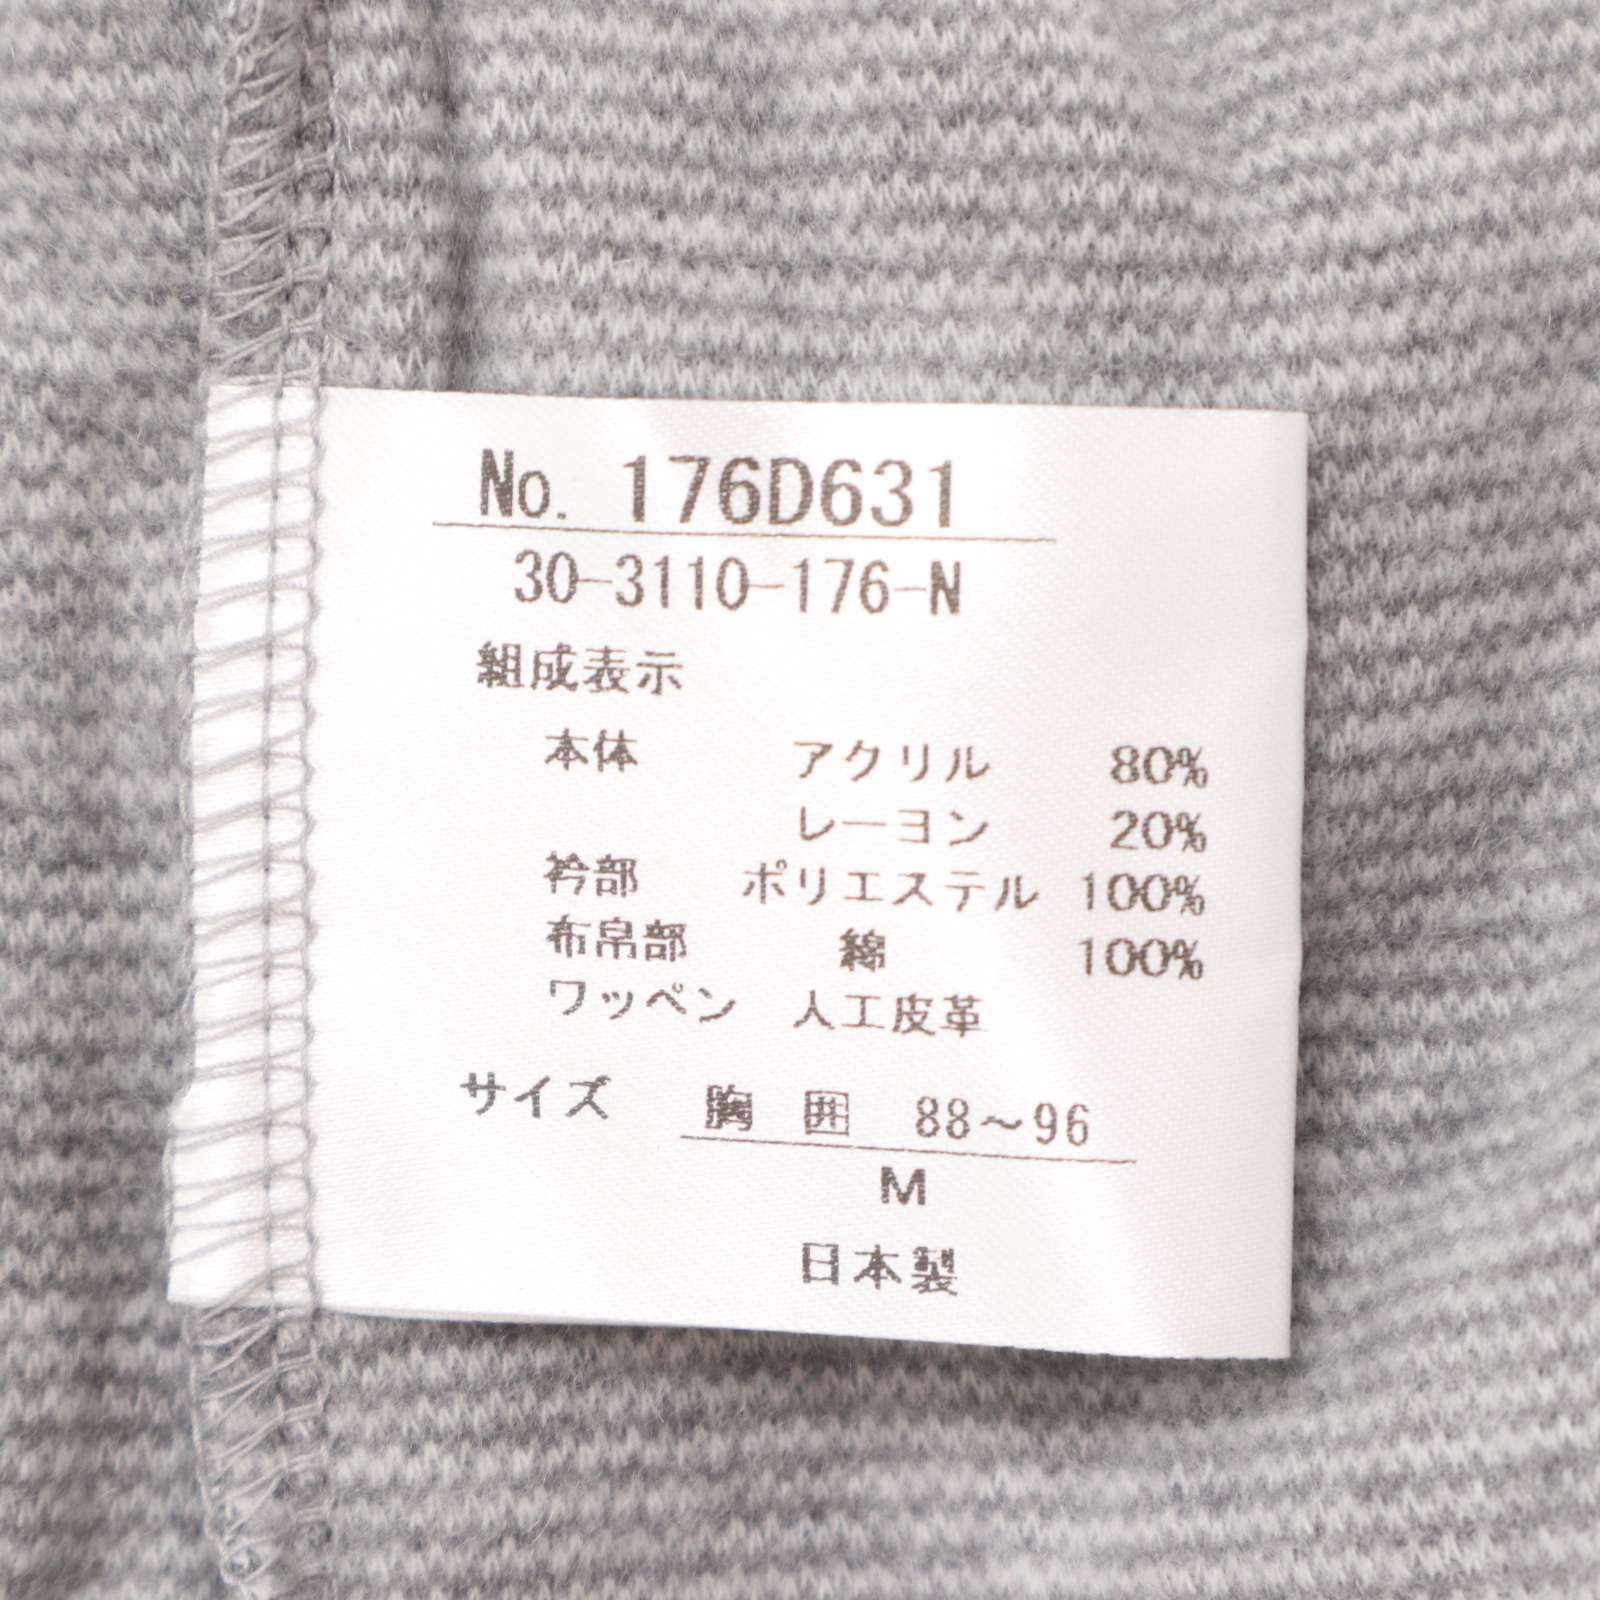 No. 176D631
30-3110-176-N
組成表示
本体 アクリル 80%
レーヨン 20%
衿部 ポリエステル 100%
布帛部 綿 100%
ワッペン 人工皮革
サイズ 胸囲 88～96
M
日本製